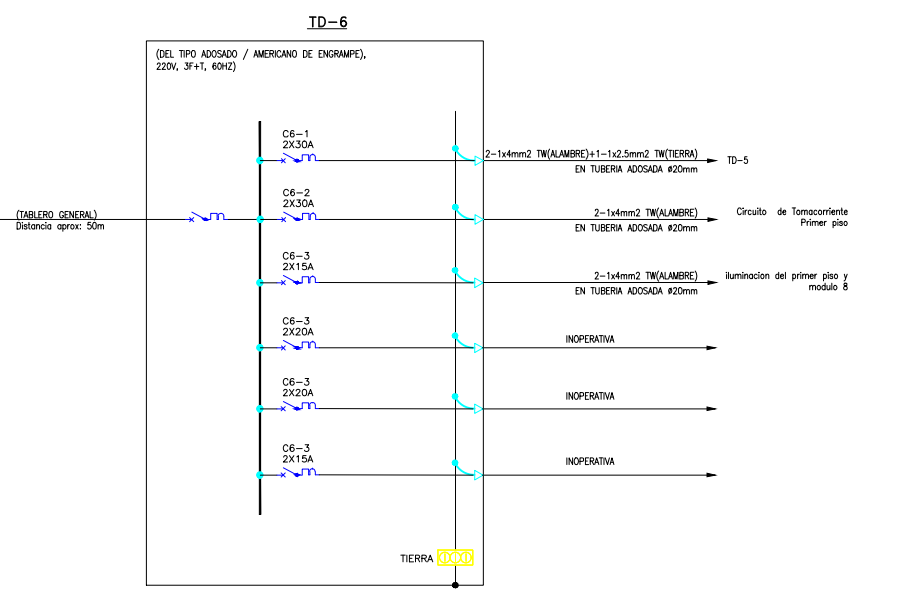 TD-6
(DEL TIPO ADOSADO / AMERICANO DE ENGRAMPE),
220V, 3F+T, 60HZ)
C6-1
2X30A
2-1x4mm2 TW(ALAMBRE)+1-1x2.5mm2 TW(TIERRA)
EN TUBERIA ADOSADA Ø20mm
TD-5
(TABLERO GENERAL)
Distancia aprox: 50m
C6-2
2X30A
2-1x4mm2 TW(ALAMBRE)
EN TUBERIA ADOSADA Ø20mm
Circuito de Tomacorriente
Primer piso
C6-3
2X15A
2-1x4mm2 TW(ALAMBRE)
EN TUBERIA ADOSADA Ø20mm
iluminacion del primer piso y
modulo 8
C6-3
2X20A
INOPERATIVA
C6-3
2X20A
INOPERATIVA
C6-3
2X15A
INOPERATIVA
TIERRA